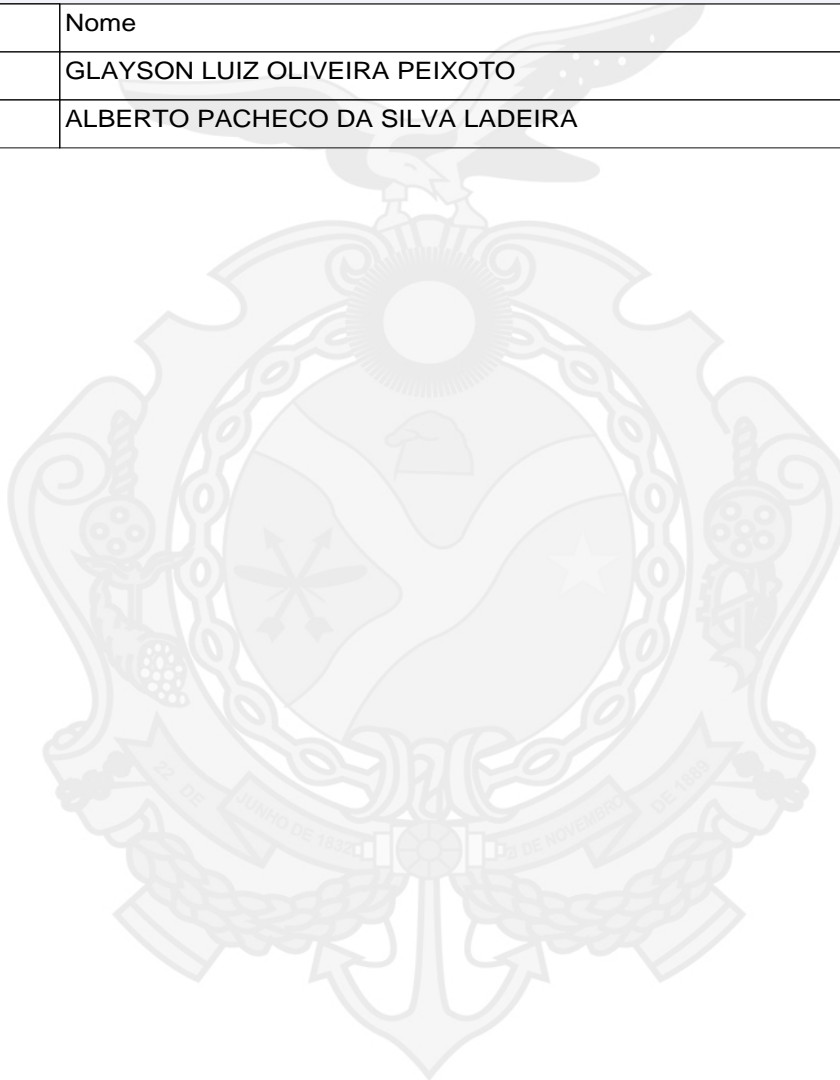 Nome
GLAYSON LUIZ OLIVEIRA PEIXOTO
ALBERTO PACHECO DA SILVA LADEIRA
22 DE JUNHO DE 1832
21 DE NOVEMBRO DE 1889